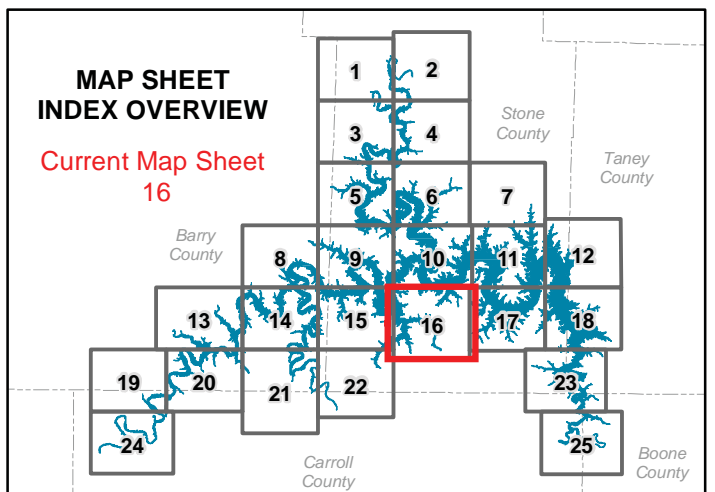 MAP SHEET
INDEX OVERVIEW
Current Map Sheet
16
1
2
Stone
County
3
4
Taney
County
5
6
7
Barry
County
8
9
10
11
12
13
14
15
16
17
18
19
20
21
22
23
24
25
Carroll
County
Boone
County